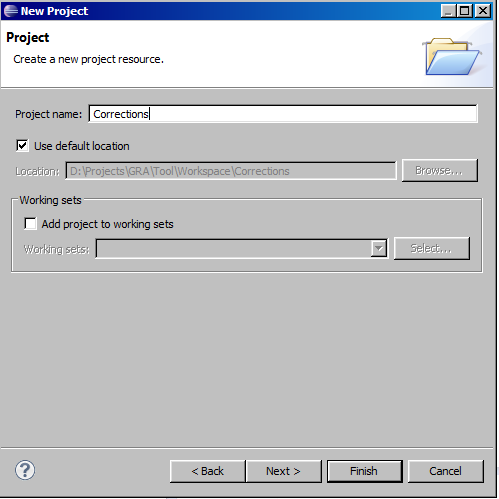 New Project
Project
Create a new project resource.
Project name: Corrections
Use default location
Location: D:\Projects\GRA\Tool\Workspace\Corrections Browse...
Working sets
Add project to working sets
Working sets: Select...
? < Back Next > Finish Cancel